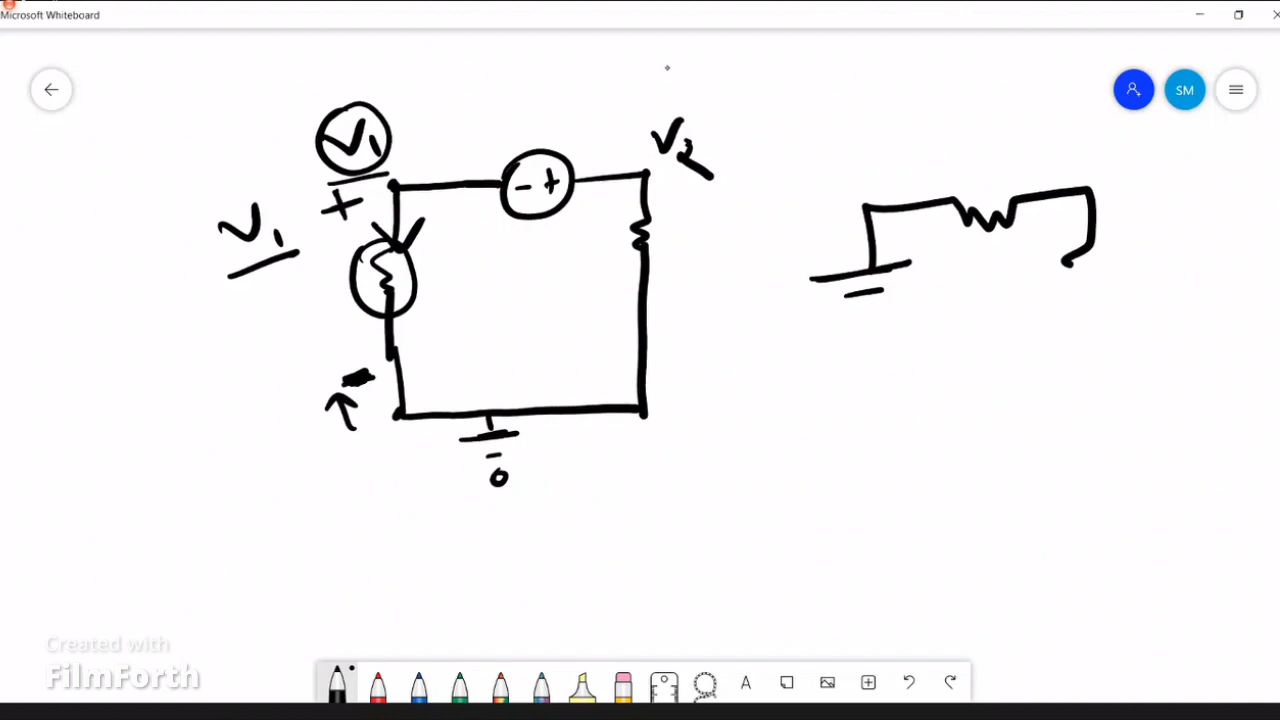 Microsoft Whiteboard
SM
V1
V2
+
V1
- +
-
0
Created with
FilmForth
A